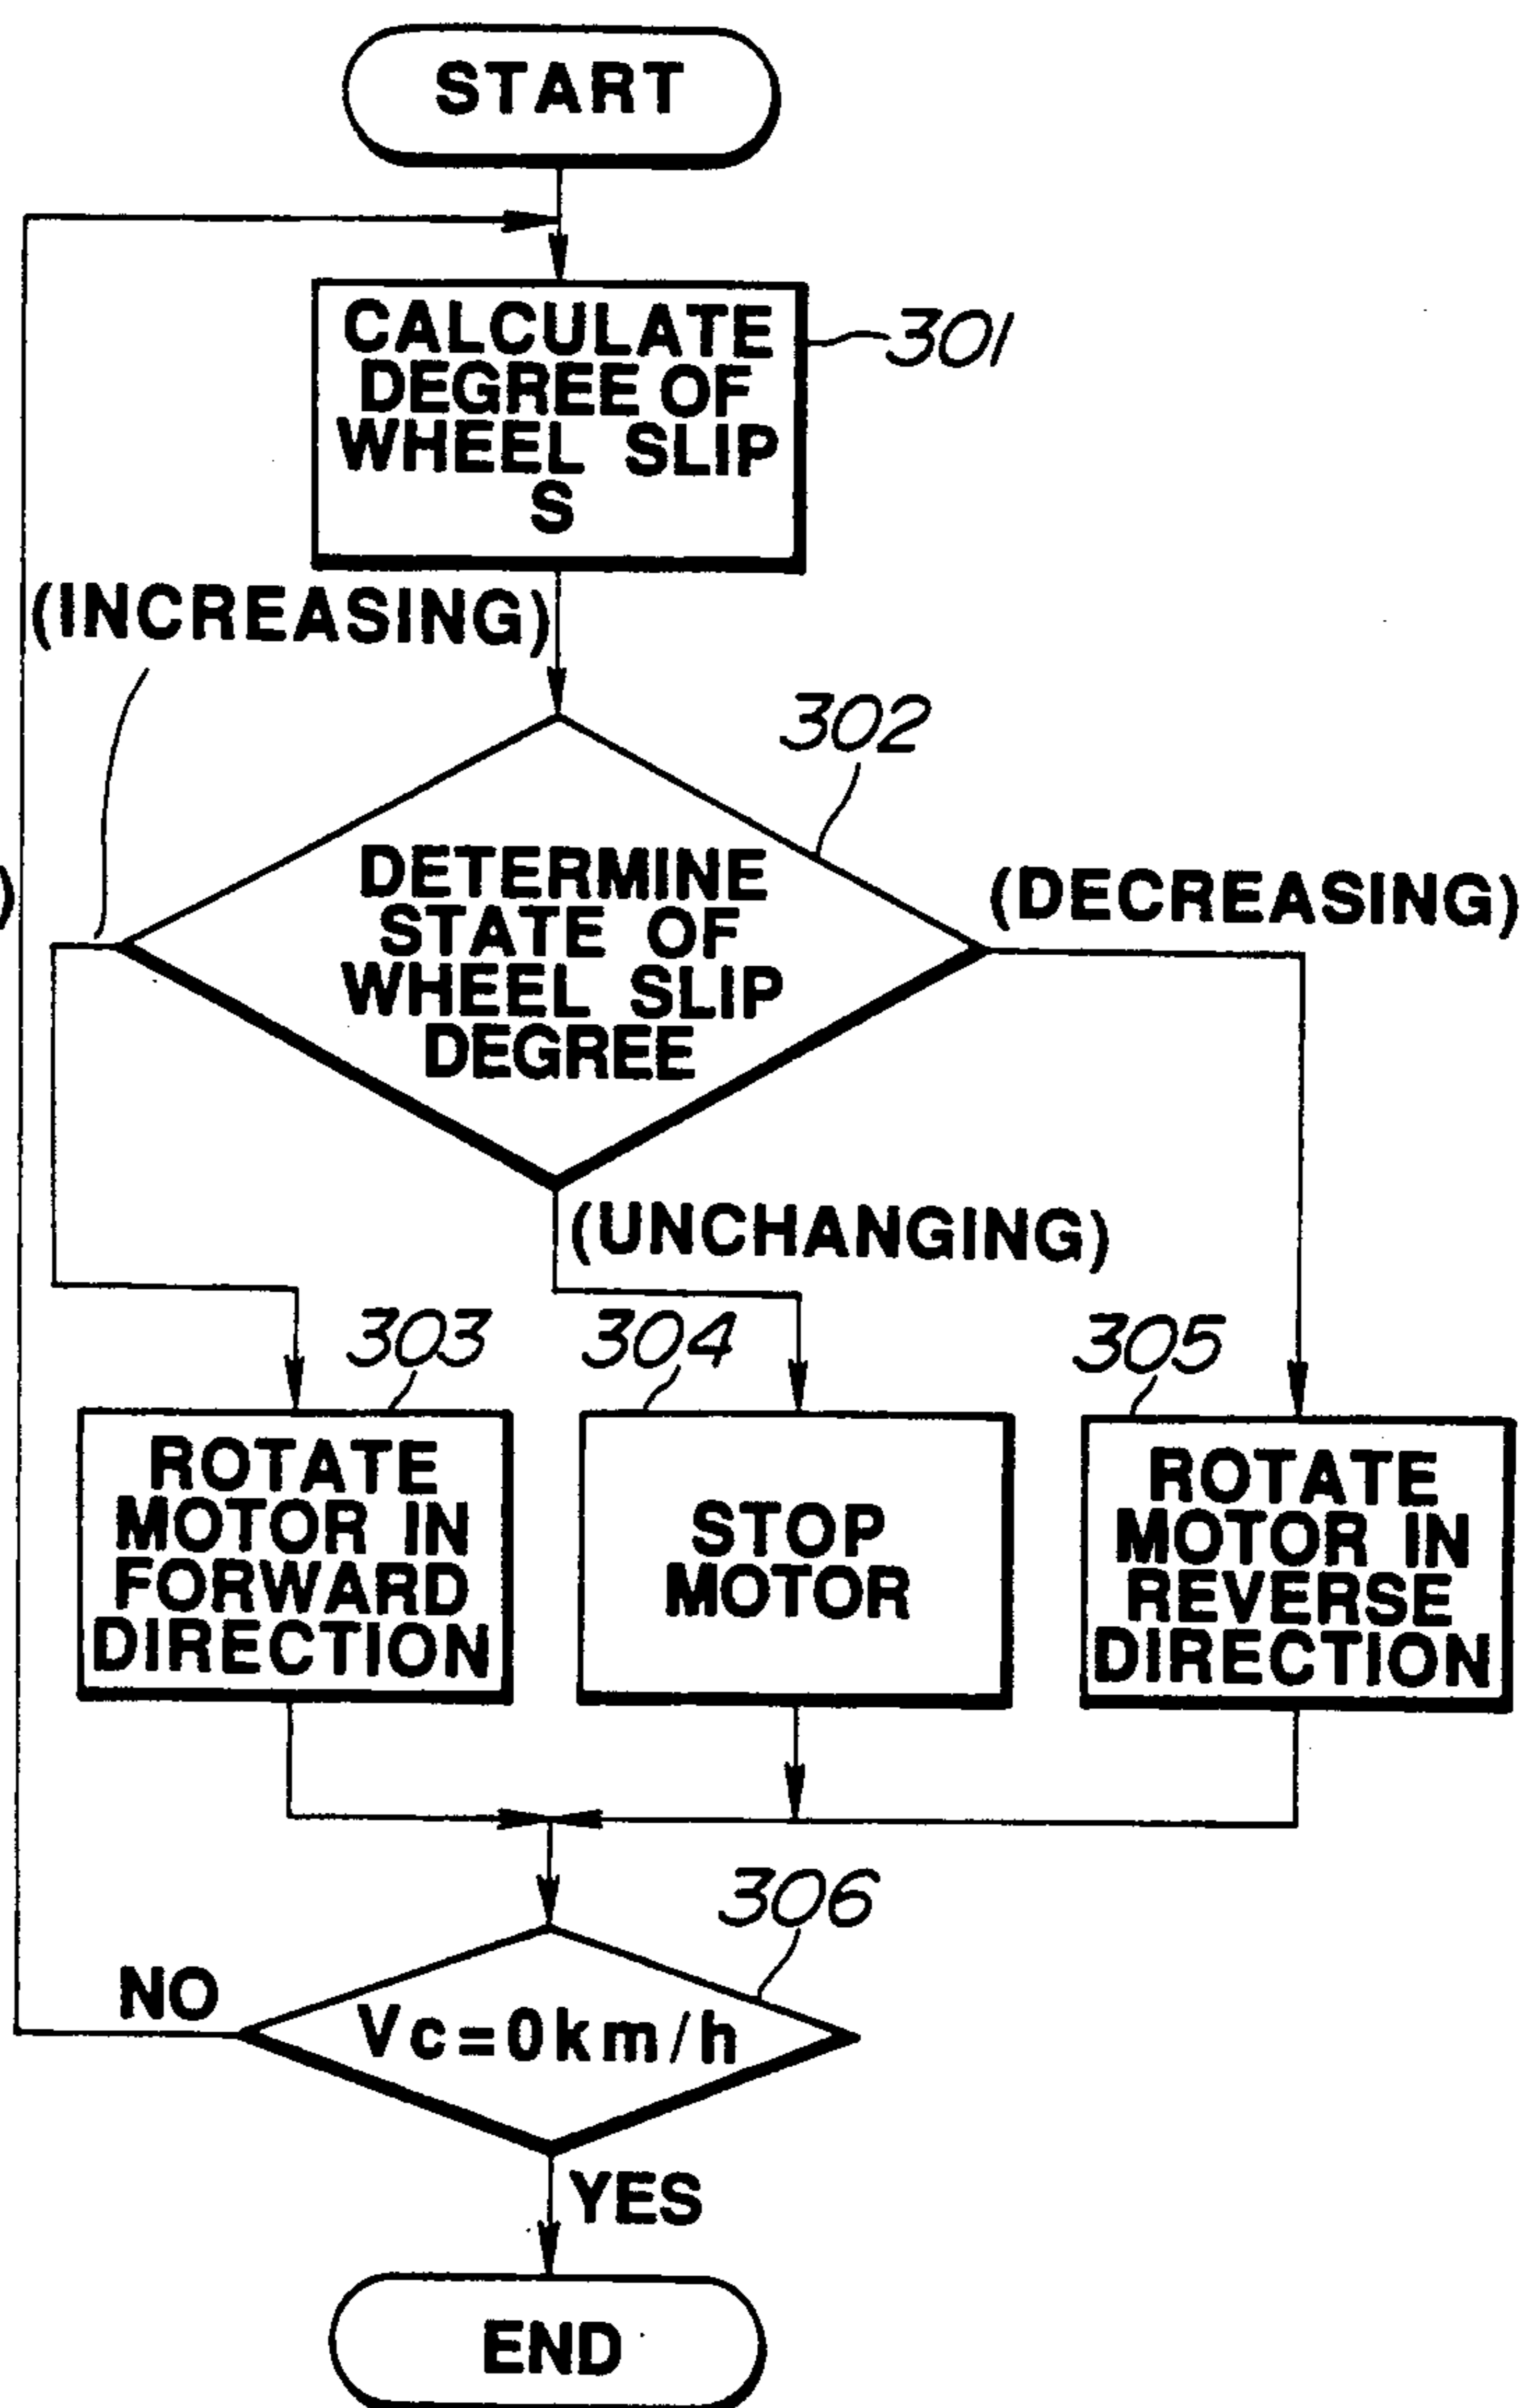 START
CALCULATE
DEGREE OF
WHEEL SLIP
S
301
(INCREASING)
302
DETERMINE
STATE OF
WHEEL SLIP
DEGREE
)
(DECREASING)
(UNCHANGING)
303
304
305
ROTATE
MOTOR IN
FORWARD
DIRECTION
STOP
MOTOR
ROTATE
MOTOR IN
REVERSE
DIRECTION
306
NO
Vc=0km/h
YES
END